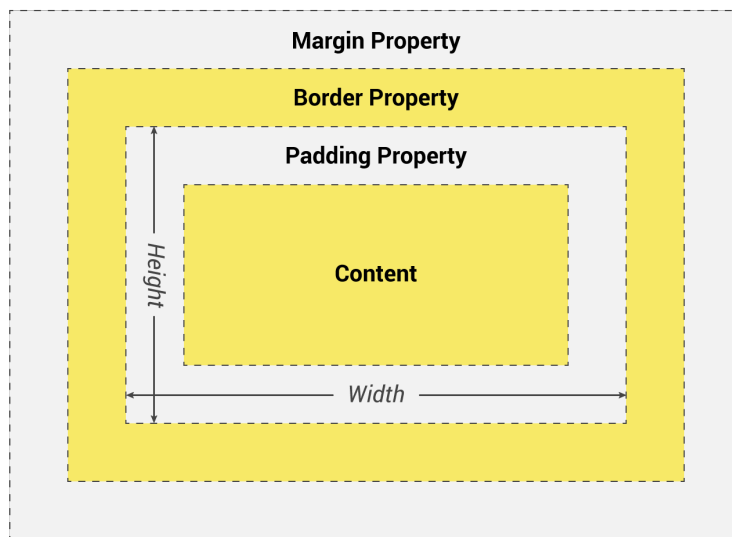 Margin Property
Border Property
Padding Property
Height
Content
Width